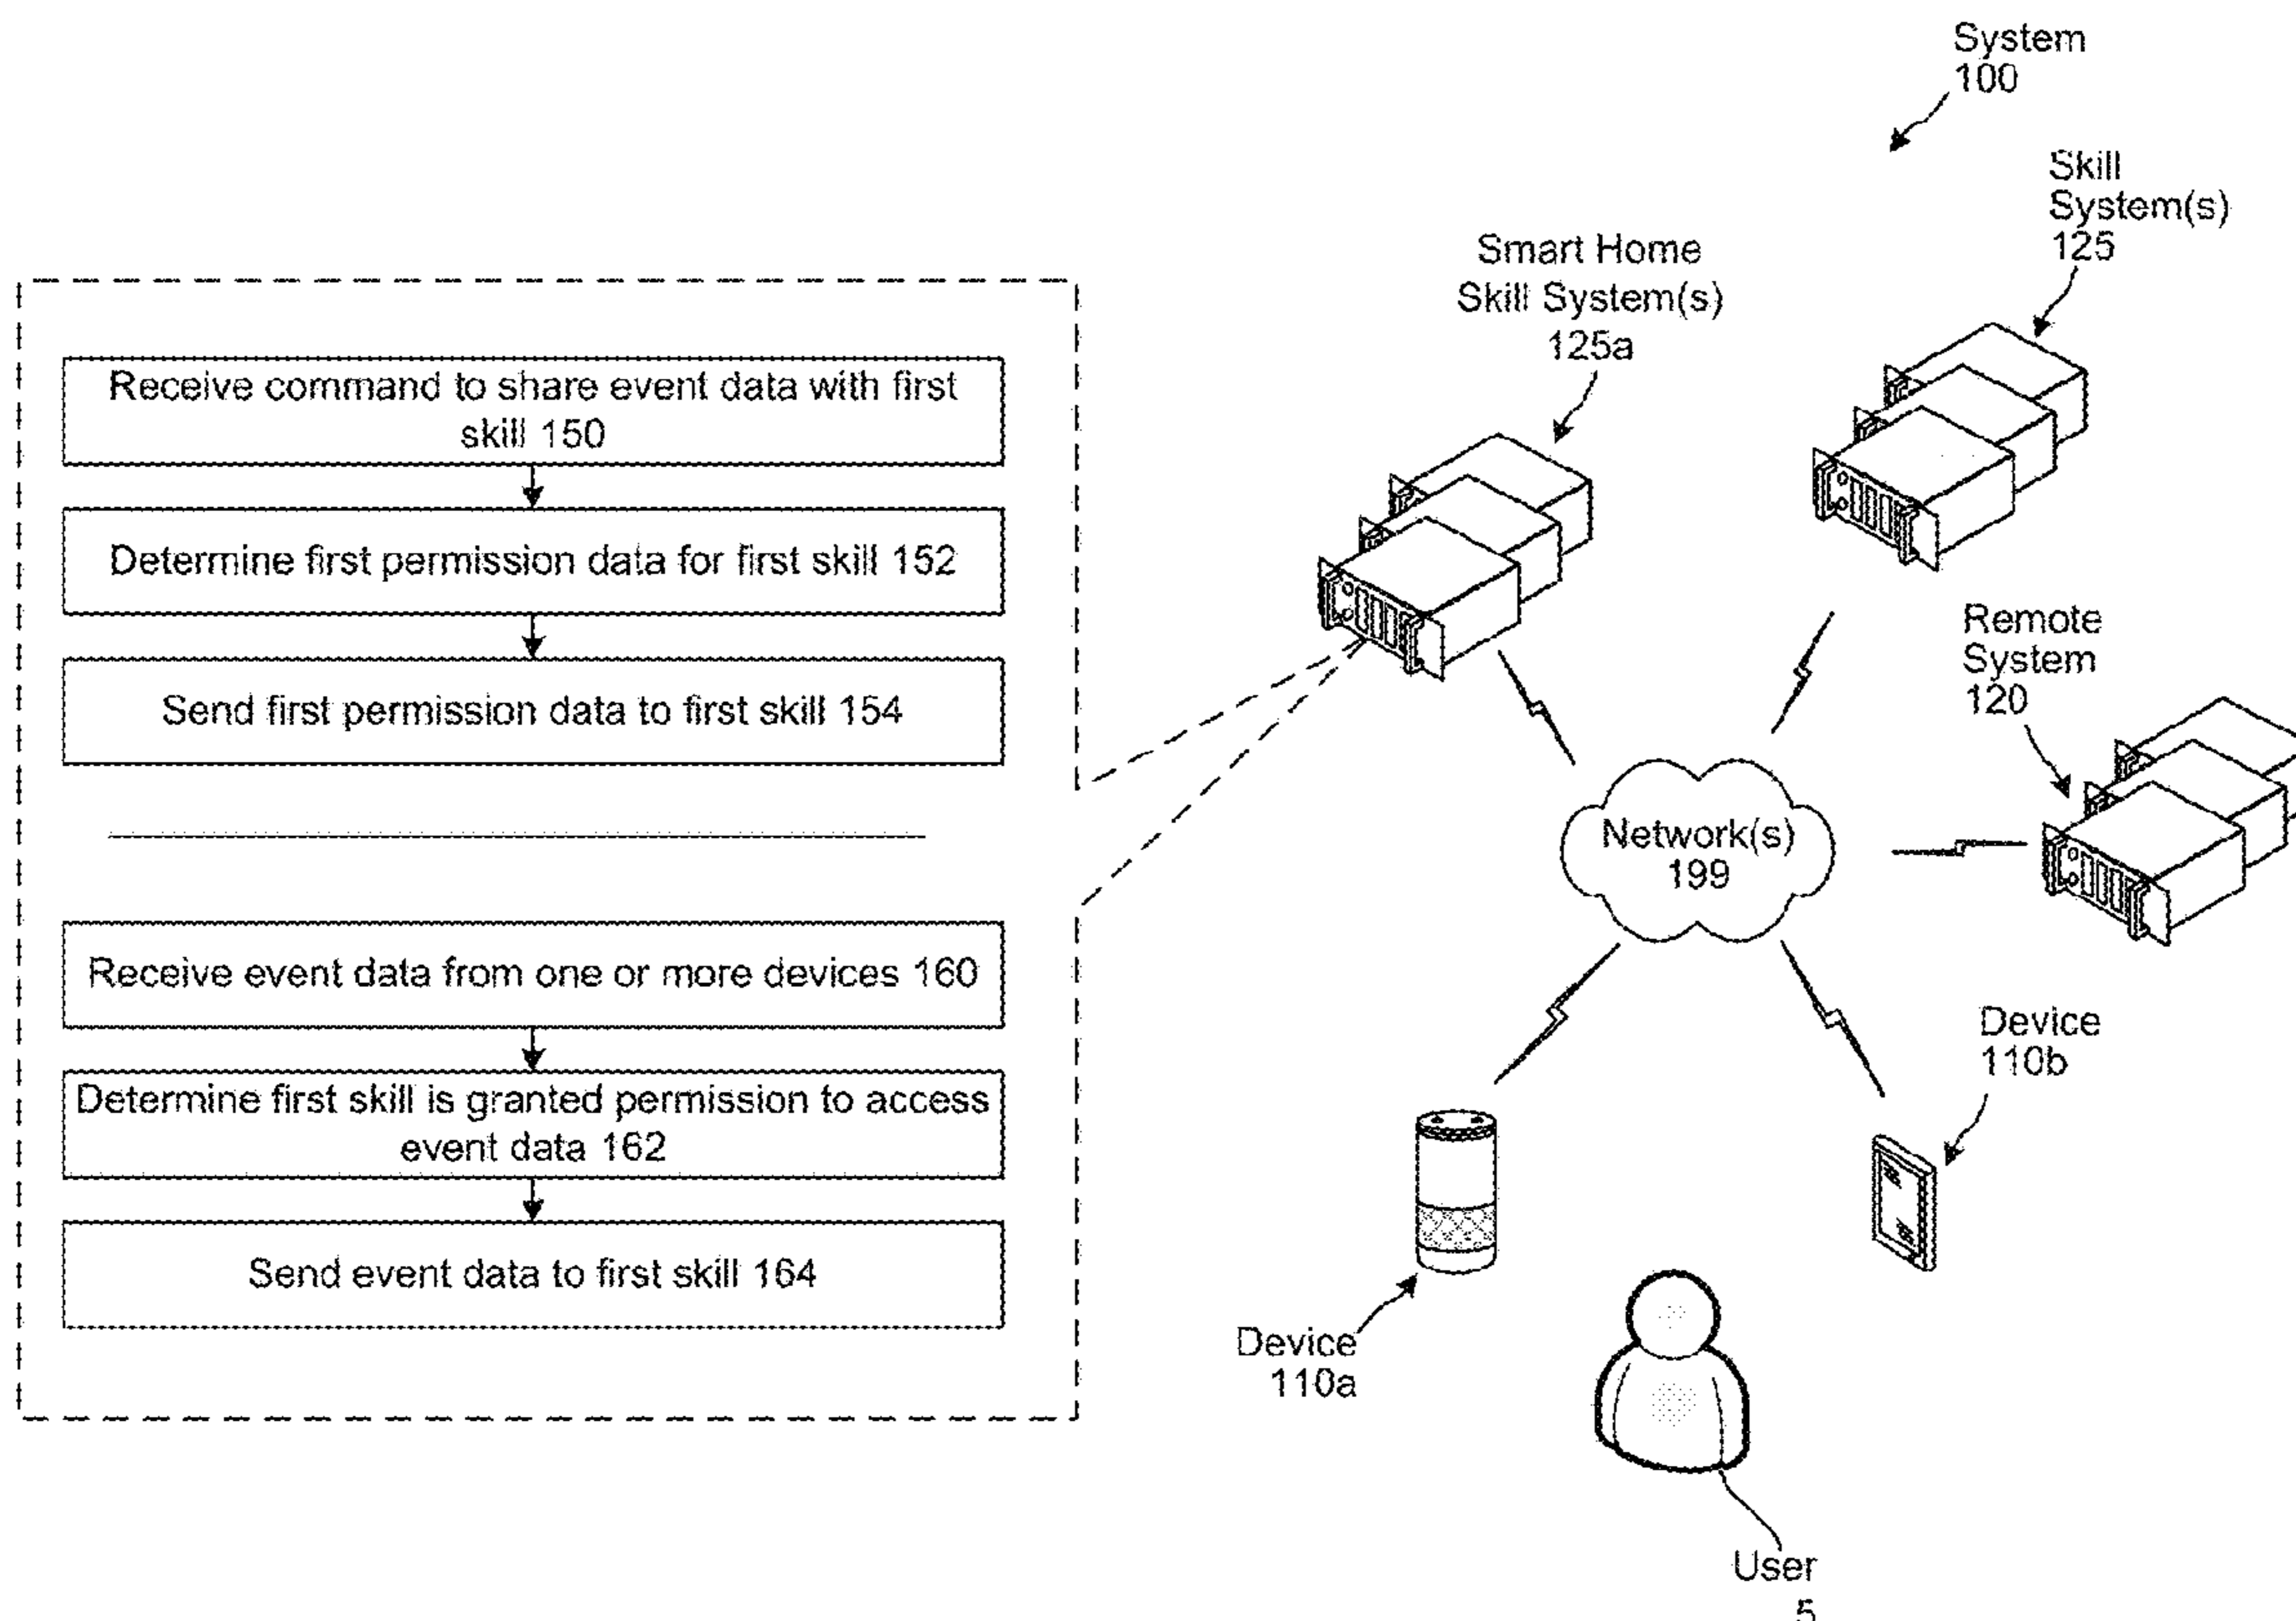 System
100
Skill
System(s)
125
Smart Home
Skill System(s)
125a
Receive command to share event data with first
skill 150
Determine first permission data for first skill 152
Send first permission data to first skill 154
Remote
System
120
Network(s)
199
Receive event data from one or more devices 160
Determine first skill is granted permission to access
event data 162
Send event data to first skill 164
Device
110b
Device
110a
User
5